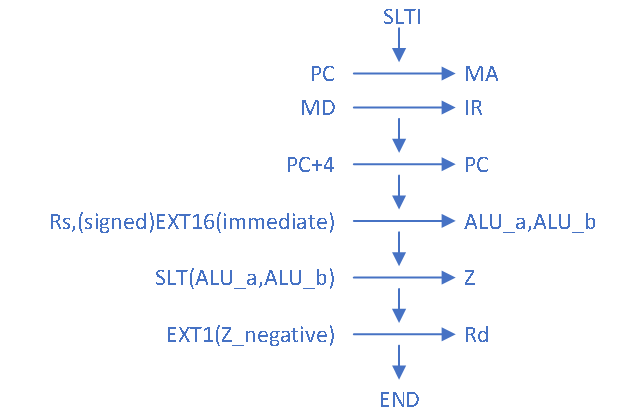 SLTI
PC MA
MD IR
PC+4 PC
Rs,(signed)EXT16(immediate) ALU_a,ALU_b
SLT(ALU_a,ALU_b) Z
EXT1(Z_negative) Rd
END